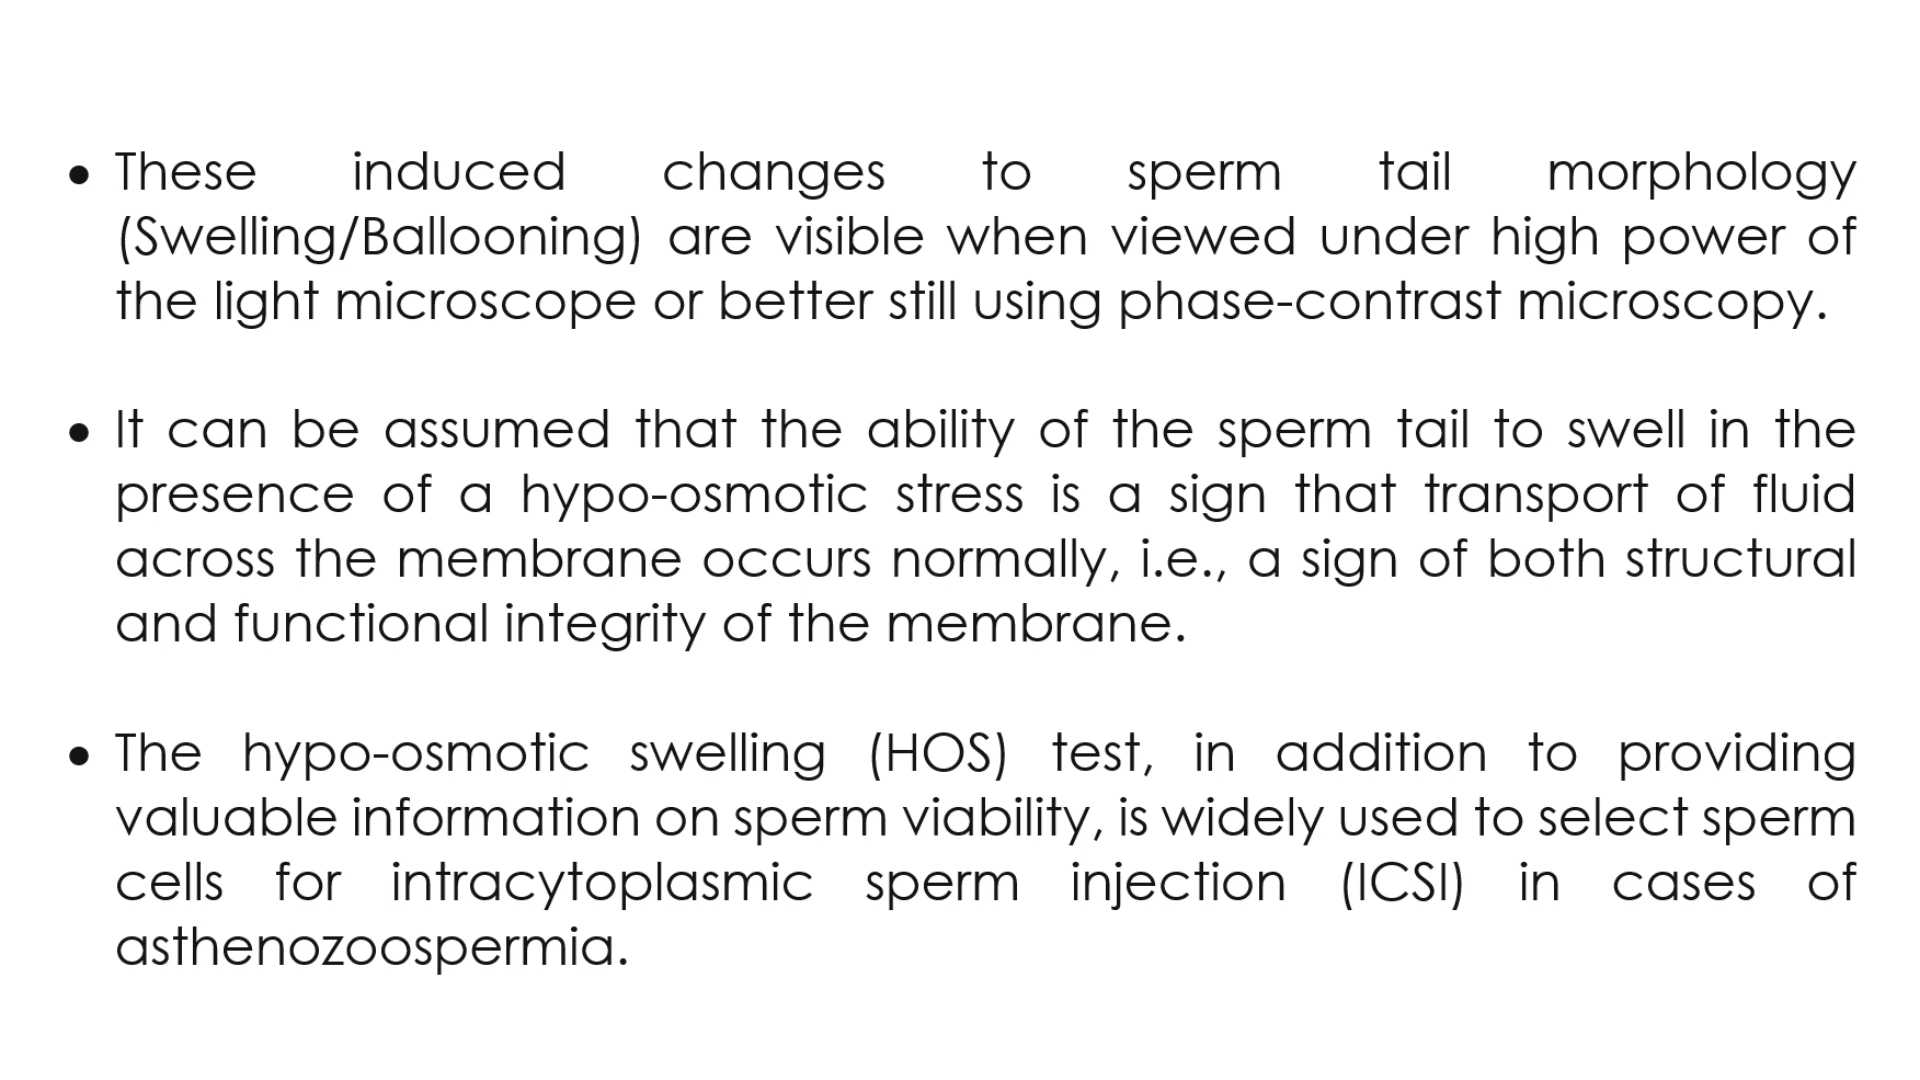 • These induced changes to sperm tail morphology
(Swelling/Ballooning) are visible when viewed under high power of
the light microscope or better still using phase-contrast microscopy.
• It can be assumed that the ability of the sperm tail to swell in the
presence of a hypo-osmotic stress is a sign that transport of fluid
across the membrane occurs normally, i.e., a sign of both structural
and functional integrity of the membrane.
• The hypo-osmotic swelling (HOS) test, in addition to providing
valuable information on sperm viability, is widely used to select sperm
cells for intracytoplasmic sperm injection (ICSI) in cases of
asthenozoospermia.